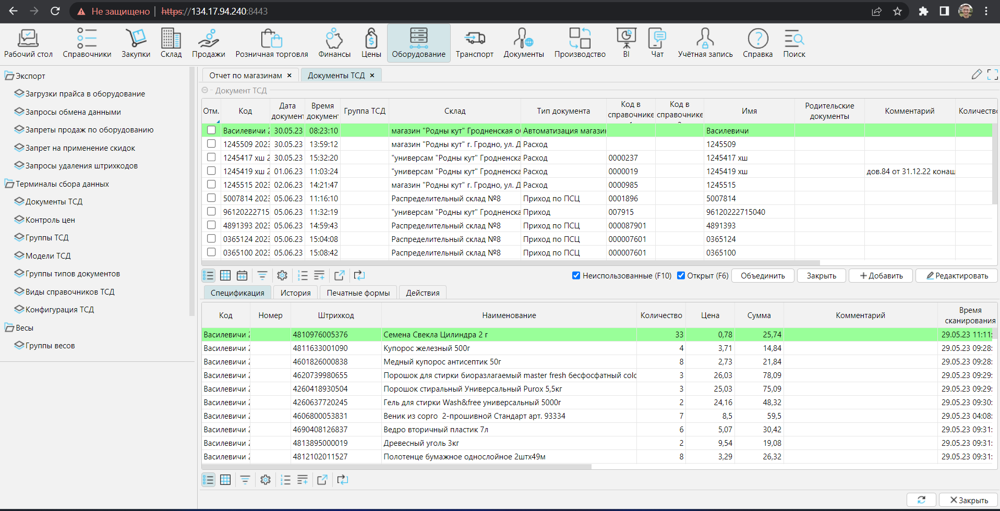 Не защищено https://134.17.94.240:8443
Рабочий стол Справочники Закупки Склад Продажи Розничная торговля Финансы Цены Оборудование Транспорт Документы Производство BI Чат Учётная запись Справка Поиск
Экспорт
Загрузки прайса в оборудование
Запросы обмена данными
Запреты продаж по оборудованию
Запрет на применение скидок
Запросы удаления штрихкодов
Терминалы сбора данных
Документы ТСД
Контроль цен
Группы ТСД
Модели ТСД
Группы типов документов
Виды справочников ТСД
Конфигурация ТСД
Весы
Группы весов
Отчет по магазинам × Документы ТСД ×
Документ ТСД
Отм. Код Дата документ Время документ Группа ТСД Склад Тип документа Код в справочнике Код в справочнике Имя Родительские документы Комментарий Количество
Василевичи 2 30.05.23 08:23:10 магазин "Родны кут" Гродненская об Автоматизация магазин Василевичи
1245509 2023 30.05.23 13:59:12 магазин "Родны кут" г. Гродно, ул. Д Расход 1245509
1245417 хш 2 30.05.23 15:32:20 "универсам "Родны кут" Гродненска Расход 0000237 1245417 хш
1245419 хш 2 01.06.23 11:03:24 "универсам "Родны кут" Гродненска Расход 0000019 1245419 хш дов.84 от 31.12.22 конаш
1245515 2023 02.06.23 14:21:47 магазин "Родны кут" г. Гродно, ул. Д Расход 0000985 1245515
5007814 2023 05.06.23 11:16:10 Распределительный склад №8 Приход по ПСЦ 0001896 5007814
96120222715 05.06.23 11:32:19 "универсам "Родны кут" Гродненска Приход 007915 96120222715040
4891393 2023 05.06.23 14:59:43 Распределительный склад №8 Приход по ПСЦ 000087901 4891393
0365124 2023 05.06.23 15:04:08 Распределительный склад №8 Приход по ПСЦ 000007601 0365124
0365100 2023 05.06.23 15:08:42 Распределительный склад №8 Приход по ПСЦ 000007601 0365100
Неиспользованные (F10) Открыт (F6) Объединить Закрыть + Добавить Редактировать
Спецификация История Печатные формы Действия
Код Номер Штрихкод Наименование Количество Цена Сумма Комментарий Время сканирования
Василевичи 2 4810976005376 Семена Свекла Цилиндра 2 г 33 0,78 25,74 29.05.23 11:11:
Василевичи 2 4811633001090 Купорос железный 500г 4 3,71 14,84 29.05.23 09:28:
Василевичи 2 4601826000838 Медный купорос антисептик 50г 8 2,73 21,84 29.05.23 09:28:
Василевичи 2 4620739980655 Порошок для стирки биоразлагаемый master fresh бесфосфатный colo 3 26,03 78,09 29.05.23 09:29:
Василевичи 2 4260418930504 Порошок стиральный Универсальный Purox 5,5кг 3 25,03 75,09 29.05.23 09:29:
Василевичи 2 4260637720245 Гель для стирки Wash&free универсальный 5000г 2 24,16 48,32 29.05.23 09:30:
Василевичи 2 4606800053831 Веник из сорго 2-прошивной Стандарт арт. 93334 7 8,5 59,5 29.05.23 04:08:
Василевичи 2 4690408126837 Ведро вторичный пластик 7л 6 5,07 30,42 29.05.23 09:31:
Василевичи 2 4813895000019 Древесный уголь 3кг 2 9,54 19,08 29.05.23 09:31:
Василевичи 2 4812102011527 Полотенце бумажное однослойное 2штх49м 8 3,29 26,32 29.05.23 09:31:
Закрыть